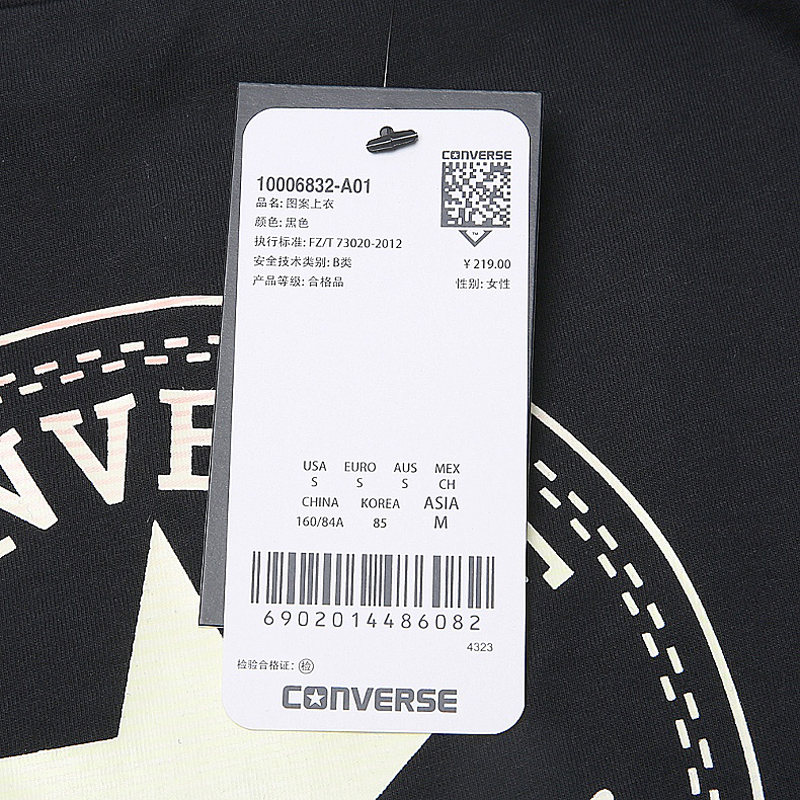 CONVERSE
10006832-A01
品名: 图案上衣
颜色: 黑色
执行标准: FZ/T 73020-2012
安全技术类别: B类
¥ 219.00
产品等级: 合格品
性别: 女性
USA EURO AUS MEX
S S S CH
CHINA KOREA ASIA
160/84A 85 M
6902014486082
4323
检验合格证: 检
CONVERSE
NVE